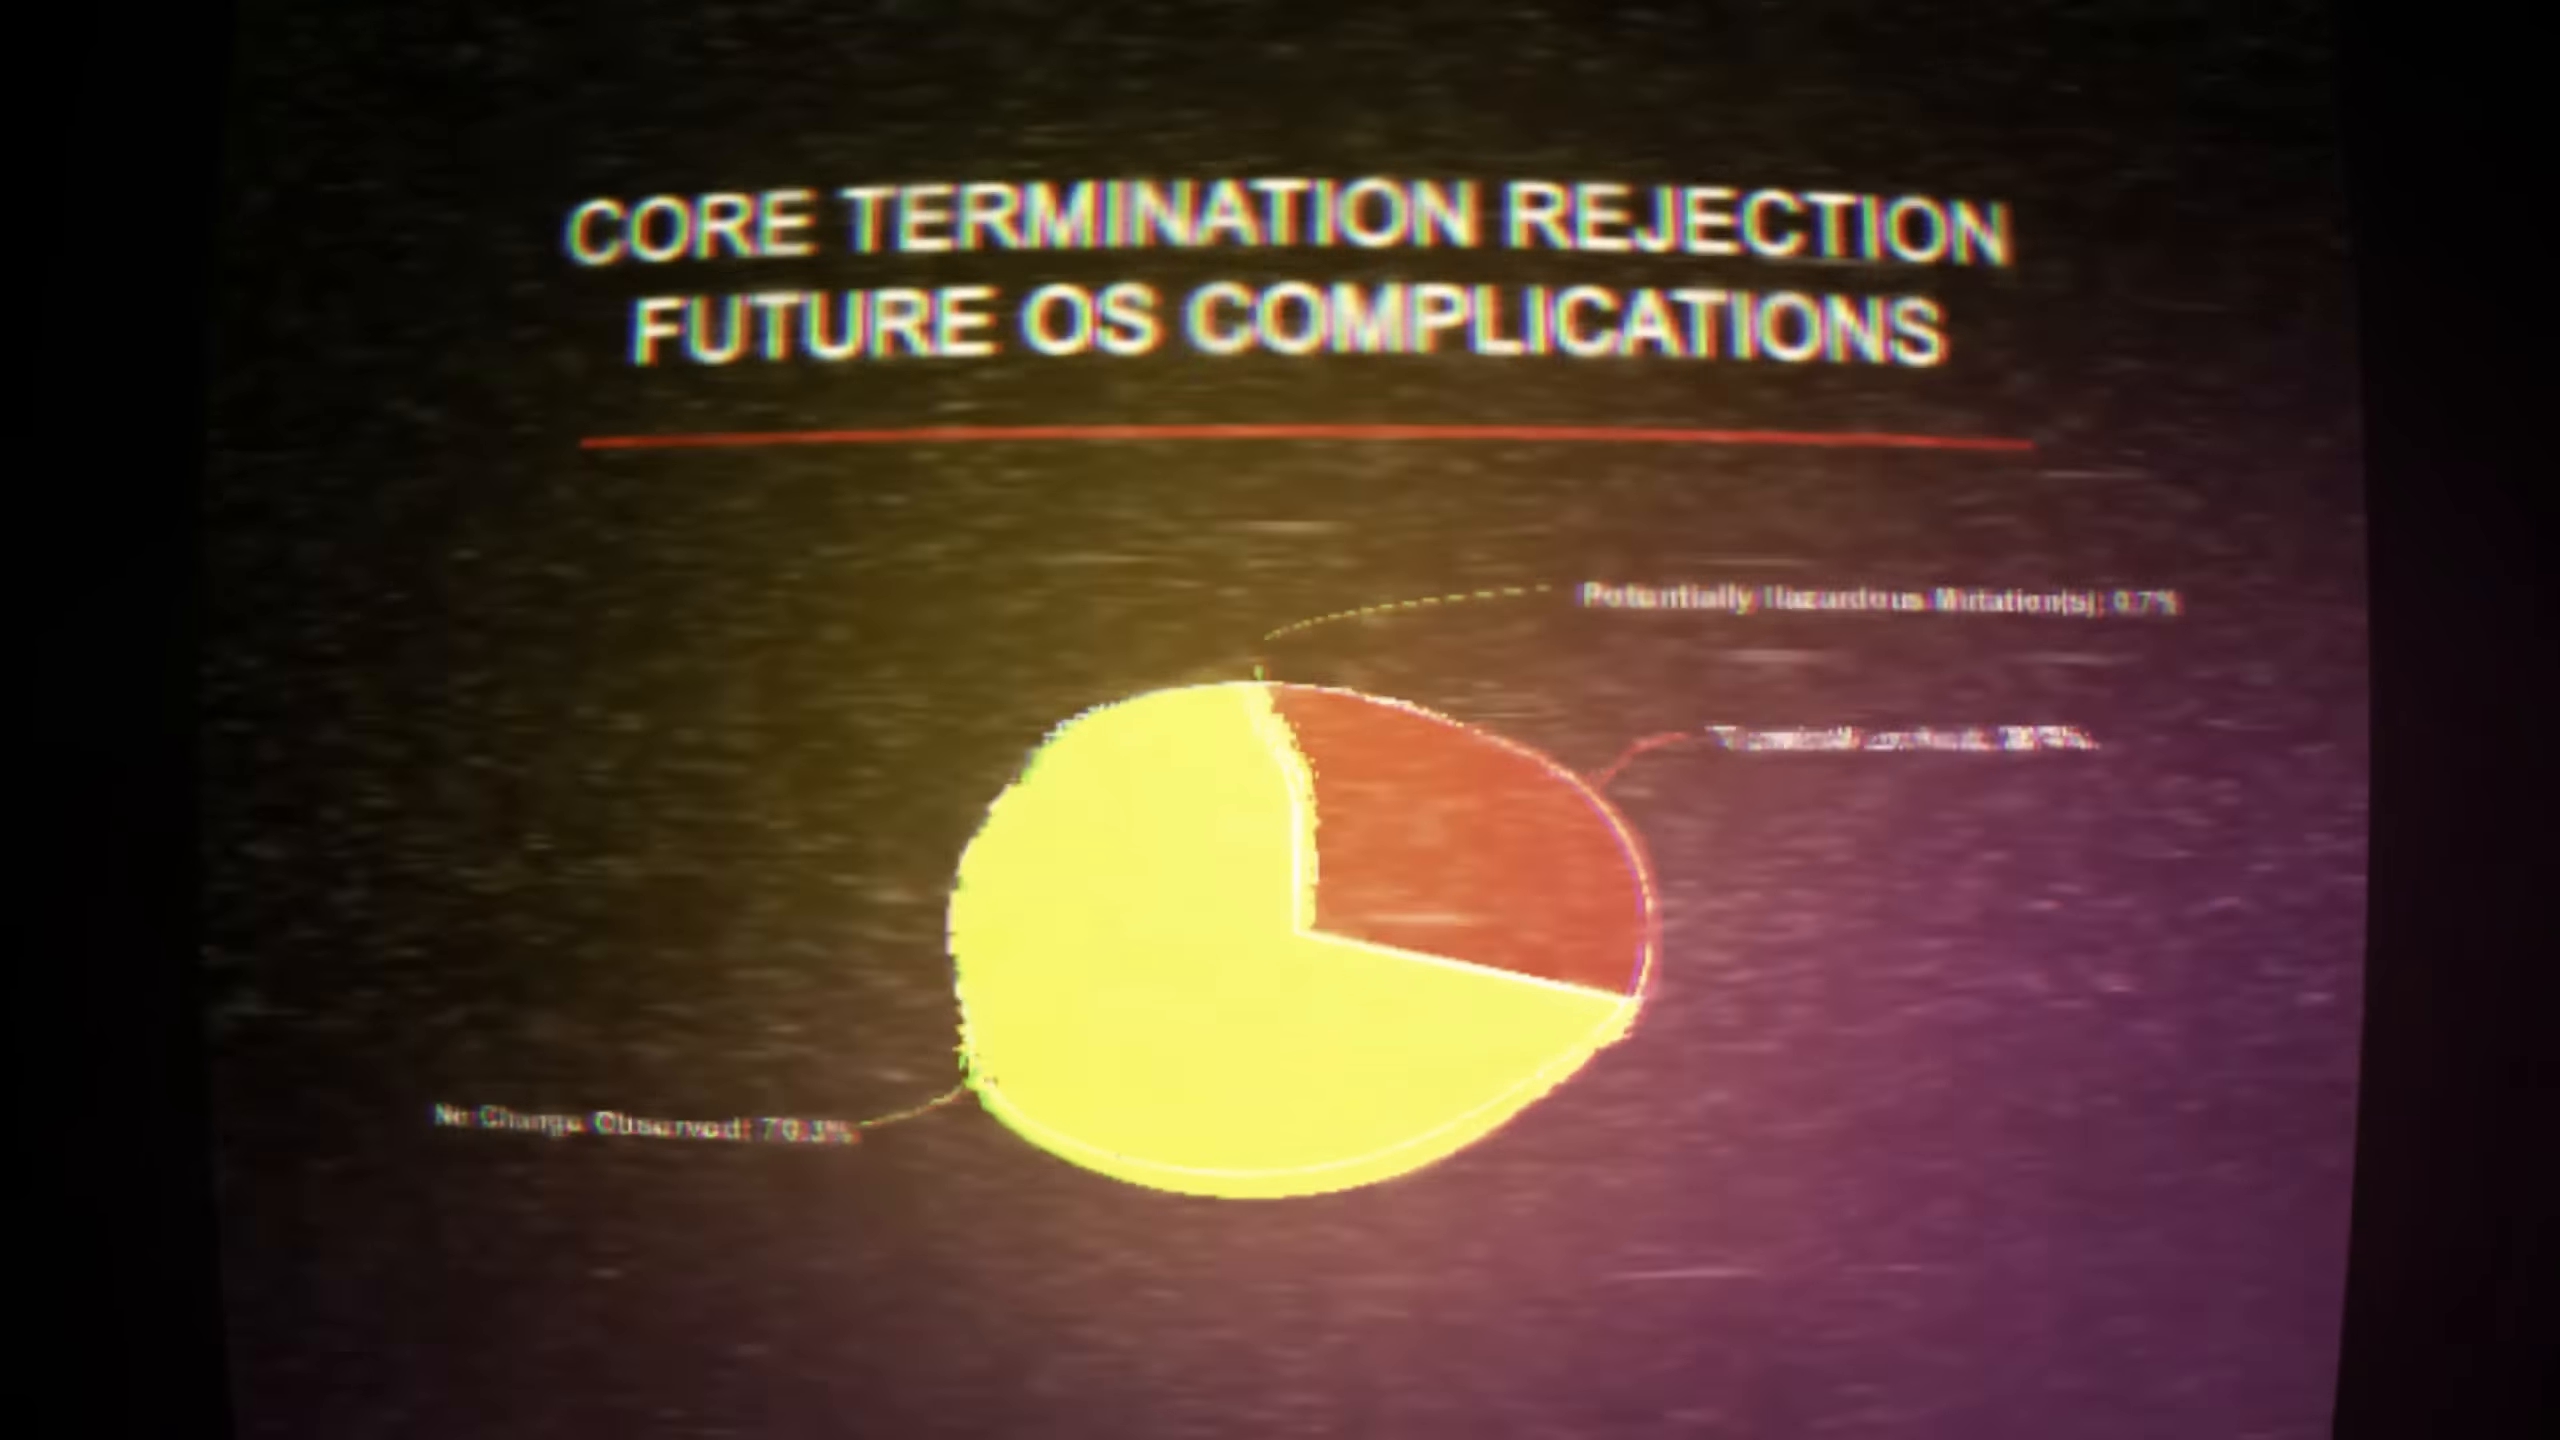 CORE TERMINATION REJECTION
FUTURE OS COMPLICATIONS
Potentially Hazardous Mutation(s): 0.7%
No Change Observed: 70.3%